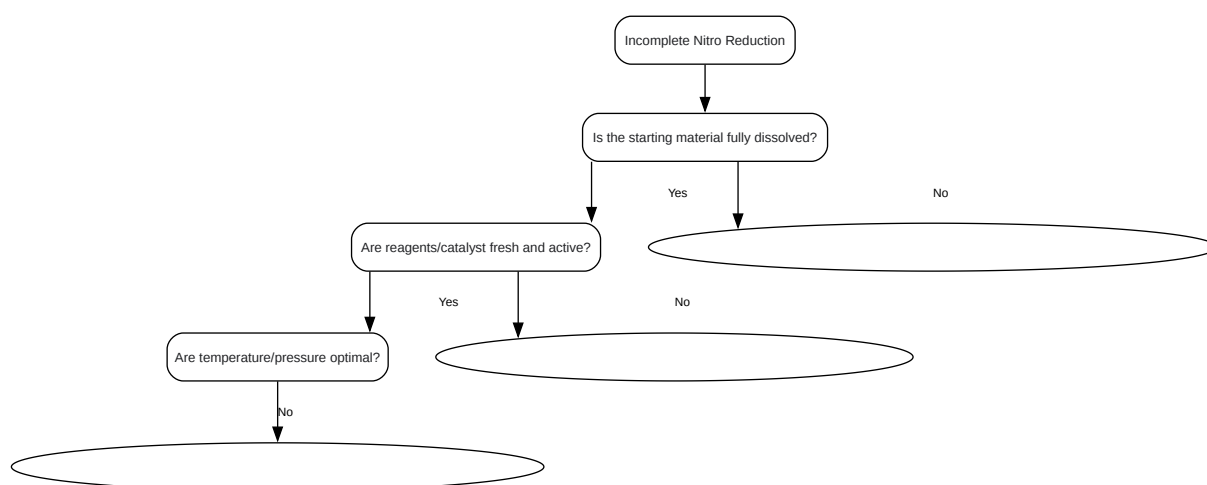 Incomplete Nitro Reduction
Is the starting material fully dissolved?
Yes
No
Are reagents/catalyst fresh and active?
Yes
No
Are temperature/pressure optimal?
No